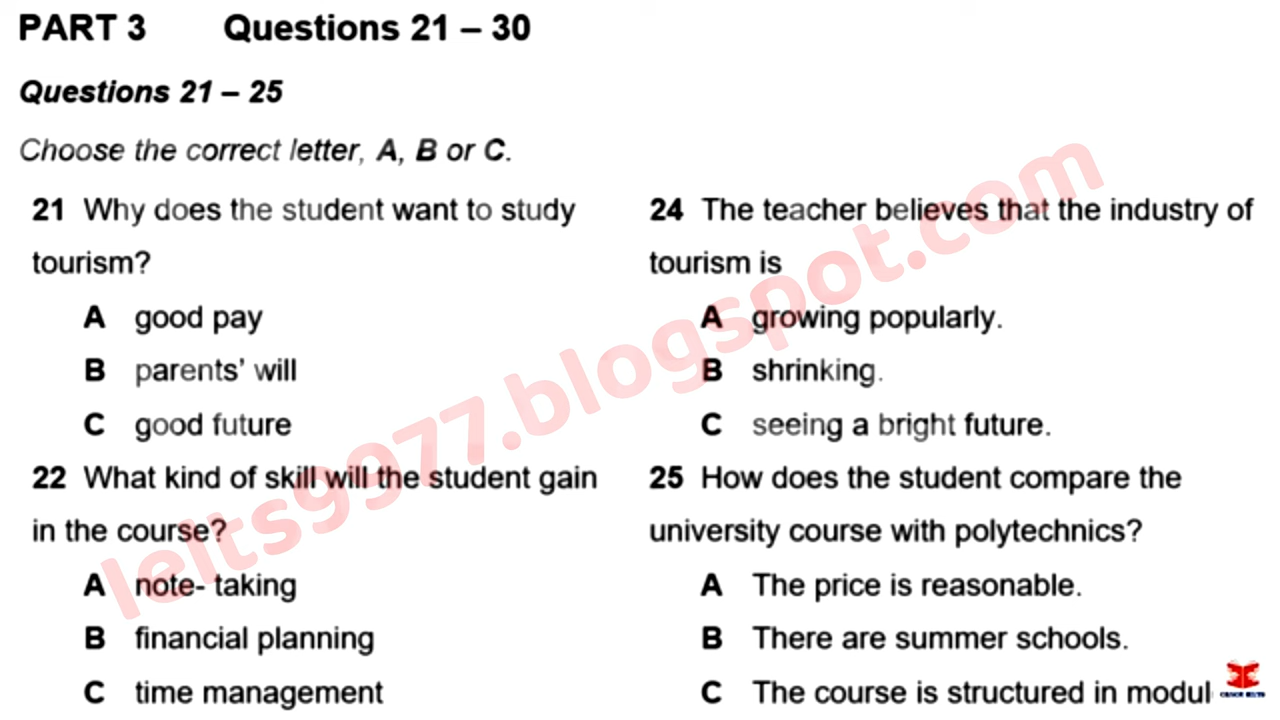 PART 3 Questions 21 – 30
Questions 21 – 25
Choose the correct letter, A, B or C.
21 Why does the student want to study
tourism?
A good pay
B parents' will
C good future
22 What kind of skill will the student gain
in the course?
A note- taking
B financial planning
C time management
24 The teacher believes that the industry of
tourism is
A growing popularly.
B shrinking.
C seeing a bright future.
25 How does the student compare the
university course with polytechnics?
A The price is reasonable.
B There are summer schools.
C The course is structured in modul
Ielts9977.blogspot.com